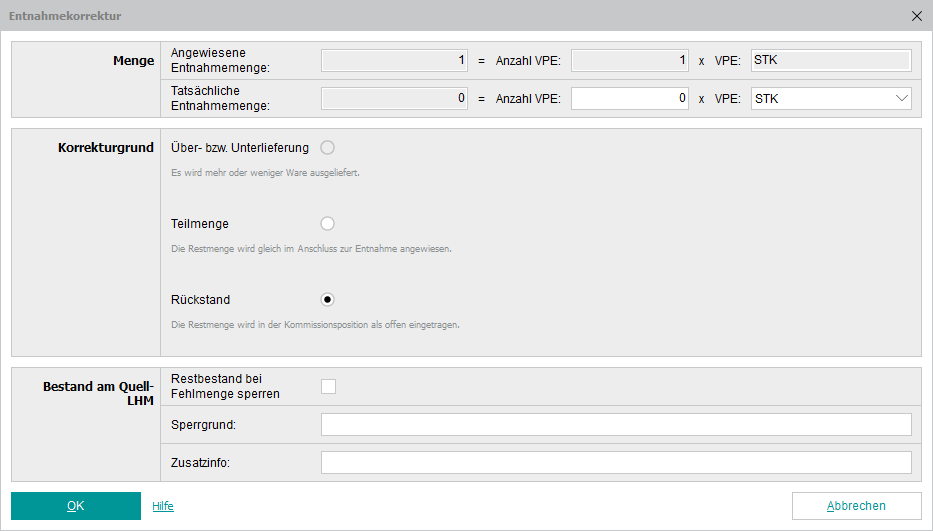 Entnahmekorrektur
Menge
Angewiesene
Entnahmemenge:
1 = Anzahl VPE: 1 x VPE: STK
Tatsächliche
Entnahmemenge:
0 = Anzahl VPE: 0 x VPE: STK
Korrekturgrund
Über- bzw. Unterlieferung
Es wird mehr oder weniger Ware ausgeliefert.
Teilmenge
Die Restmenge wird gleich im Anschluss zur Entnahme angewiesen.
Rückstand
Die Restmenge wird in der Kommissionsposition als offen eingetragen.
Bestand am Quell-
LHM
Restbestand bei
Fehlmenge sperren
Sperrgrund:
Zusatzinfo:
OK Hilfe Abbrechen